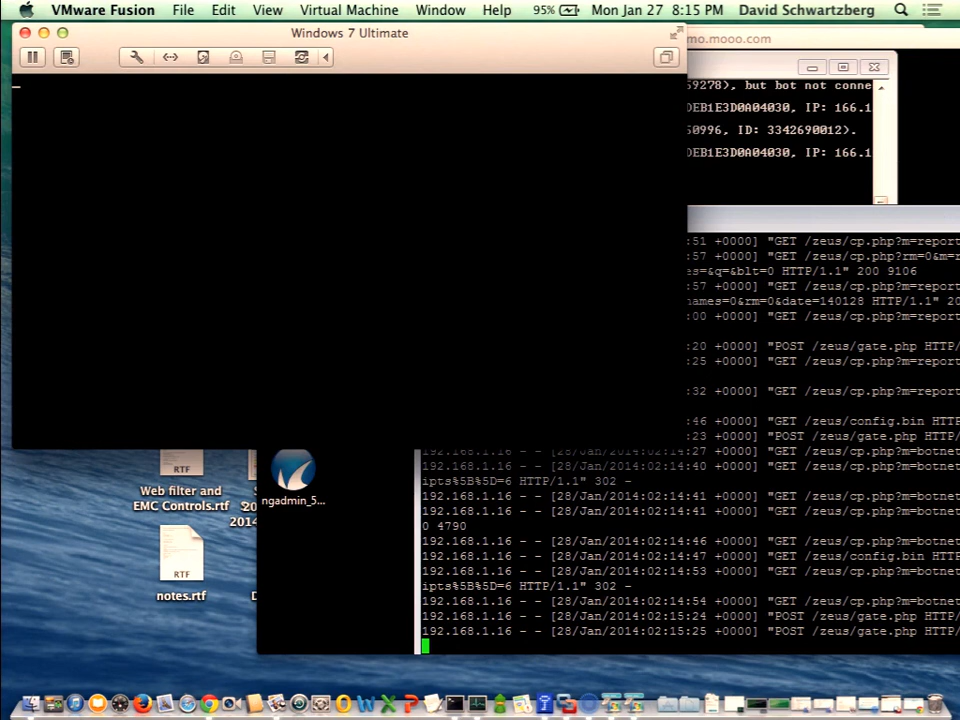 VMware Fusion File Edit View Virtual Machine Window Help 95% Mon Jan 27 8:15 PM David Schwartzberg
Windows 7 Ultimate
mo.mooo.com
59278), but bot not conne
DEB1E3D0A04030, IP: 166.1
50996, ID: 3342690012).
DEB1E3D0A04030, IP: 166.1
:51 +0000] "GET /zeus/cp.php?m=report
:57 +0000] "GET /zeus/cp.php?rm=0&m=r
es=&q=&blt=0 HTTP/1.1" 200 9106
:57 +0000] "GET /zeus/cp.php?m=report
names=0&rm=0&date=140128 HTTP/1.1" 20
:00 +0000] "GET /zeus/cp.php?m=report
:20 +0000] "POST /zeus/gate.php HTTP/
:25 +0000] "GET /zeus/cp.php?m=report
:32 +0000] "GET /zeus/cp.php?m=report
:46 +0000] "GET /zeus/config.bin HTTP
:23 +0000] "POST /zeus/gate.php HTTP/
192.168.1.16 - - [28/Jan/2014:02:14:27 +0000] "GET /zeus/cp.php?m=botnet
192.168.1.16 - - [28/Jan/2014:02:14:40 +0000] "GET /zeus/cp.php?m=botnet
ipts%5B%5D=6 HTTP/1.1" 302 -
192.168.1.16 - - [28/Jan/2014:02:14:41 +0000] "GET /zeus/cp.php?m=botnet
192.168.1.16 - - [28/Jan/2014:02:14:41 +0000] "GET /zeus/cp.php?m=botnet
0 4790
192.168.1.16 - - [28/Jan/2014:02:14:46 +0000] "GET /zeus/cp.php?m=botnet
192.168.1.16 - - [28/Jan/2014:02:14:47 +0000] "GET /zeus/config.bin HTTP
192.168.1.16 - - [28/Jan/2014:02:14:53 +0000] "GET /zeus/cp.php?m=botnet
ipts%5B%5D=6 HTTP/1.1" 302 -
192.168.1.16 - - [28/Jan/2014:02:14:54 +0000] "GET /zeus/cp.php?m=botnet
192.168.1.16 - - [28/Jan/2014:02:15:24 +0000] "POST /zeus/gate.php HTTP/
192.168.1.16 - - [28/Jan/2014:02:15:25 +0000] "POST /zeus/gate.php HTTP/
RTF
Web filter and
EMC Controls.rtf
2014
ngadmin_5...
RTF
notes.rtf